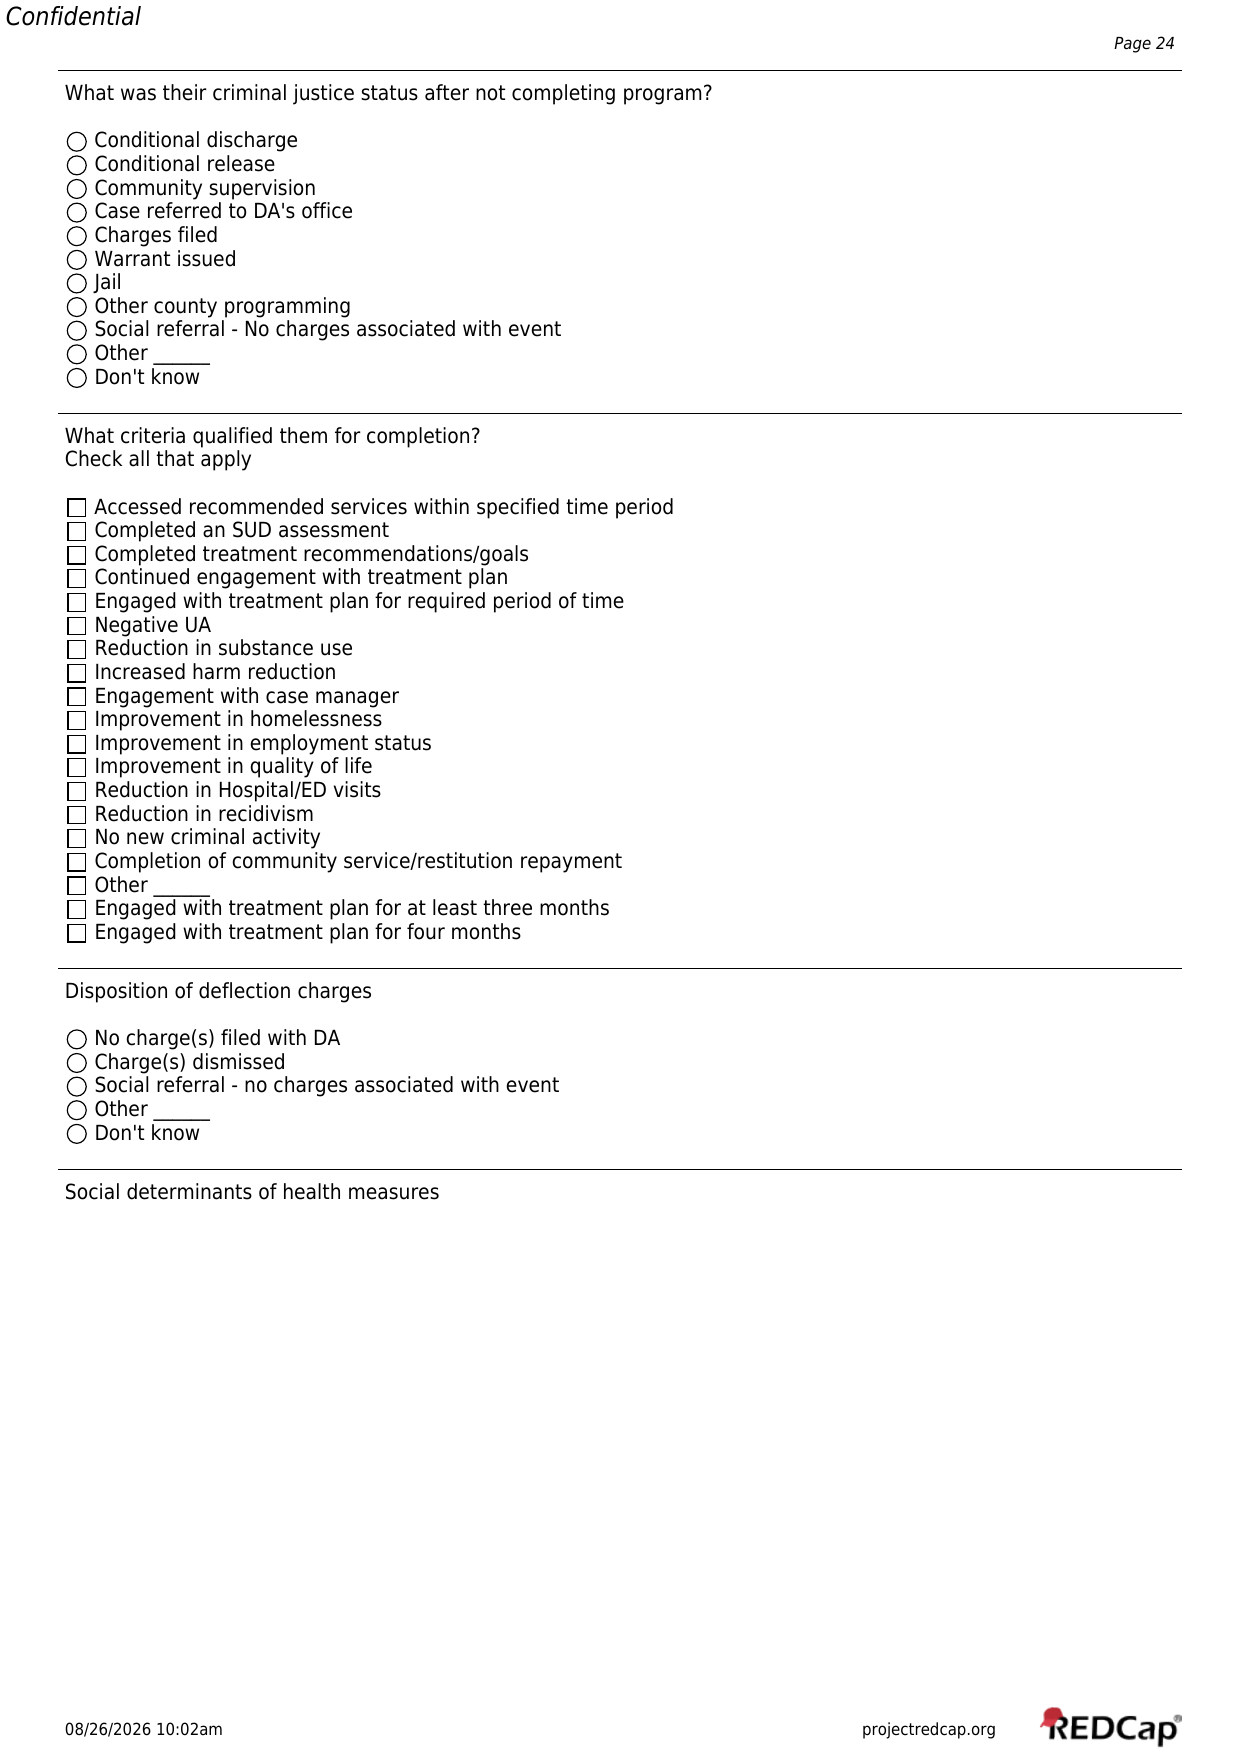 Confidential
Page 24
What was their criminal justice status after not completing program?
Conditional discharge
Conditional release
Community supervision
Case referred to DA's office
Charges filed
Warrant issued
Jail
Other county programming
Social referral - No charges associated with event
Other ______
Don't know
What criteria qualified them for completion?
Check all that apply
Accessed recommended services within specified time period
Completed an SUD assessment
Completed treatment recommendations/goals
Continued engagement with treatment plan
Engaged with treatment plan for required period of time
Negative UA
Reduction in substance use
Increased harm reduction
Engagement with case manager
Improvement in homelessness
Improvement in employment status
Improvement in quality of life
Reduction in Hospital/ED visits
Reduction in recidivism
No new criminal activity
Completion of community service/restitution repayment
Other ______
Engaged with treatment plan for at least three months
Engaged with treatment plan for four months
Disposition of deflection charges
No charge(s) filed with DA
Charge(s) dismissed
Social referral - no charges associated with event
Other ______
Don't know
Social determinants of health measures
08/26/2026 10:02am
projectredcap.org
REDCap®